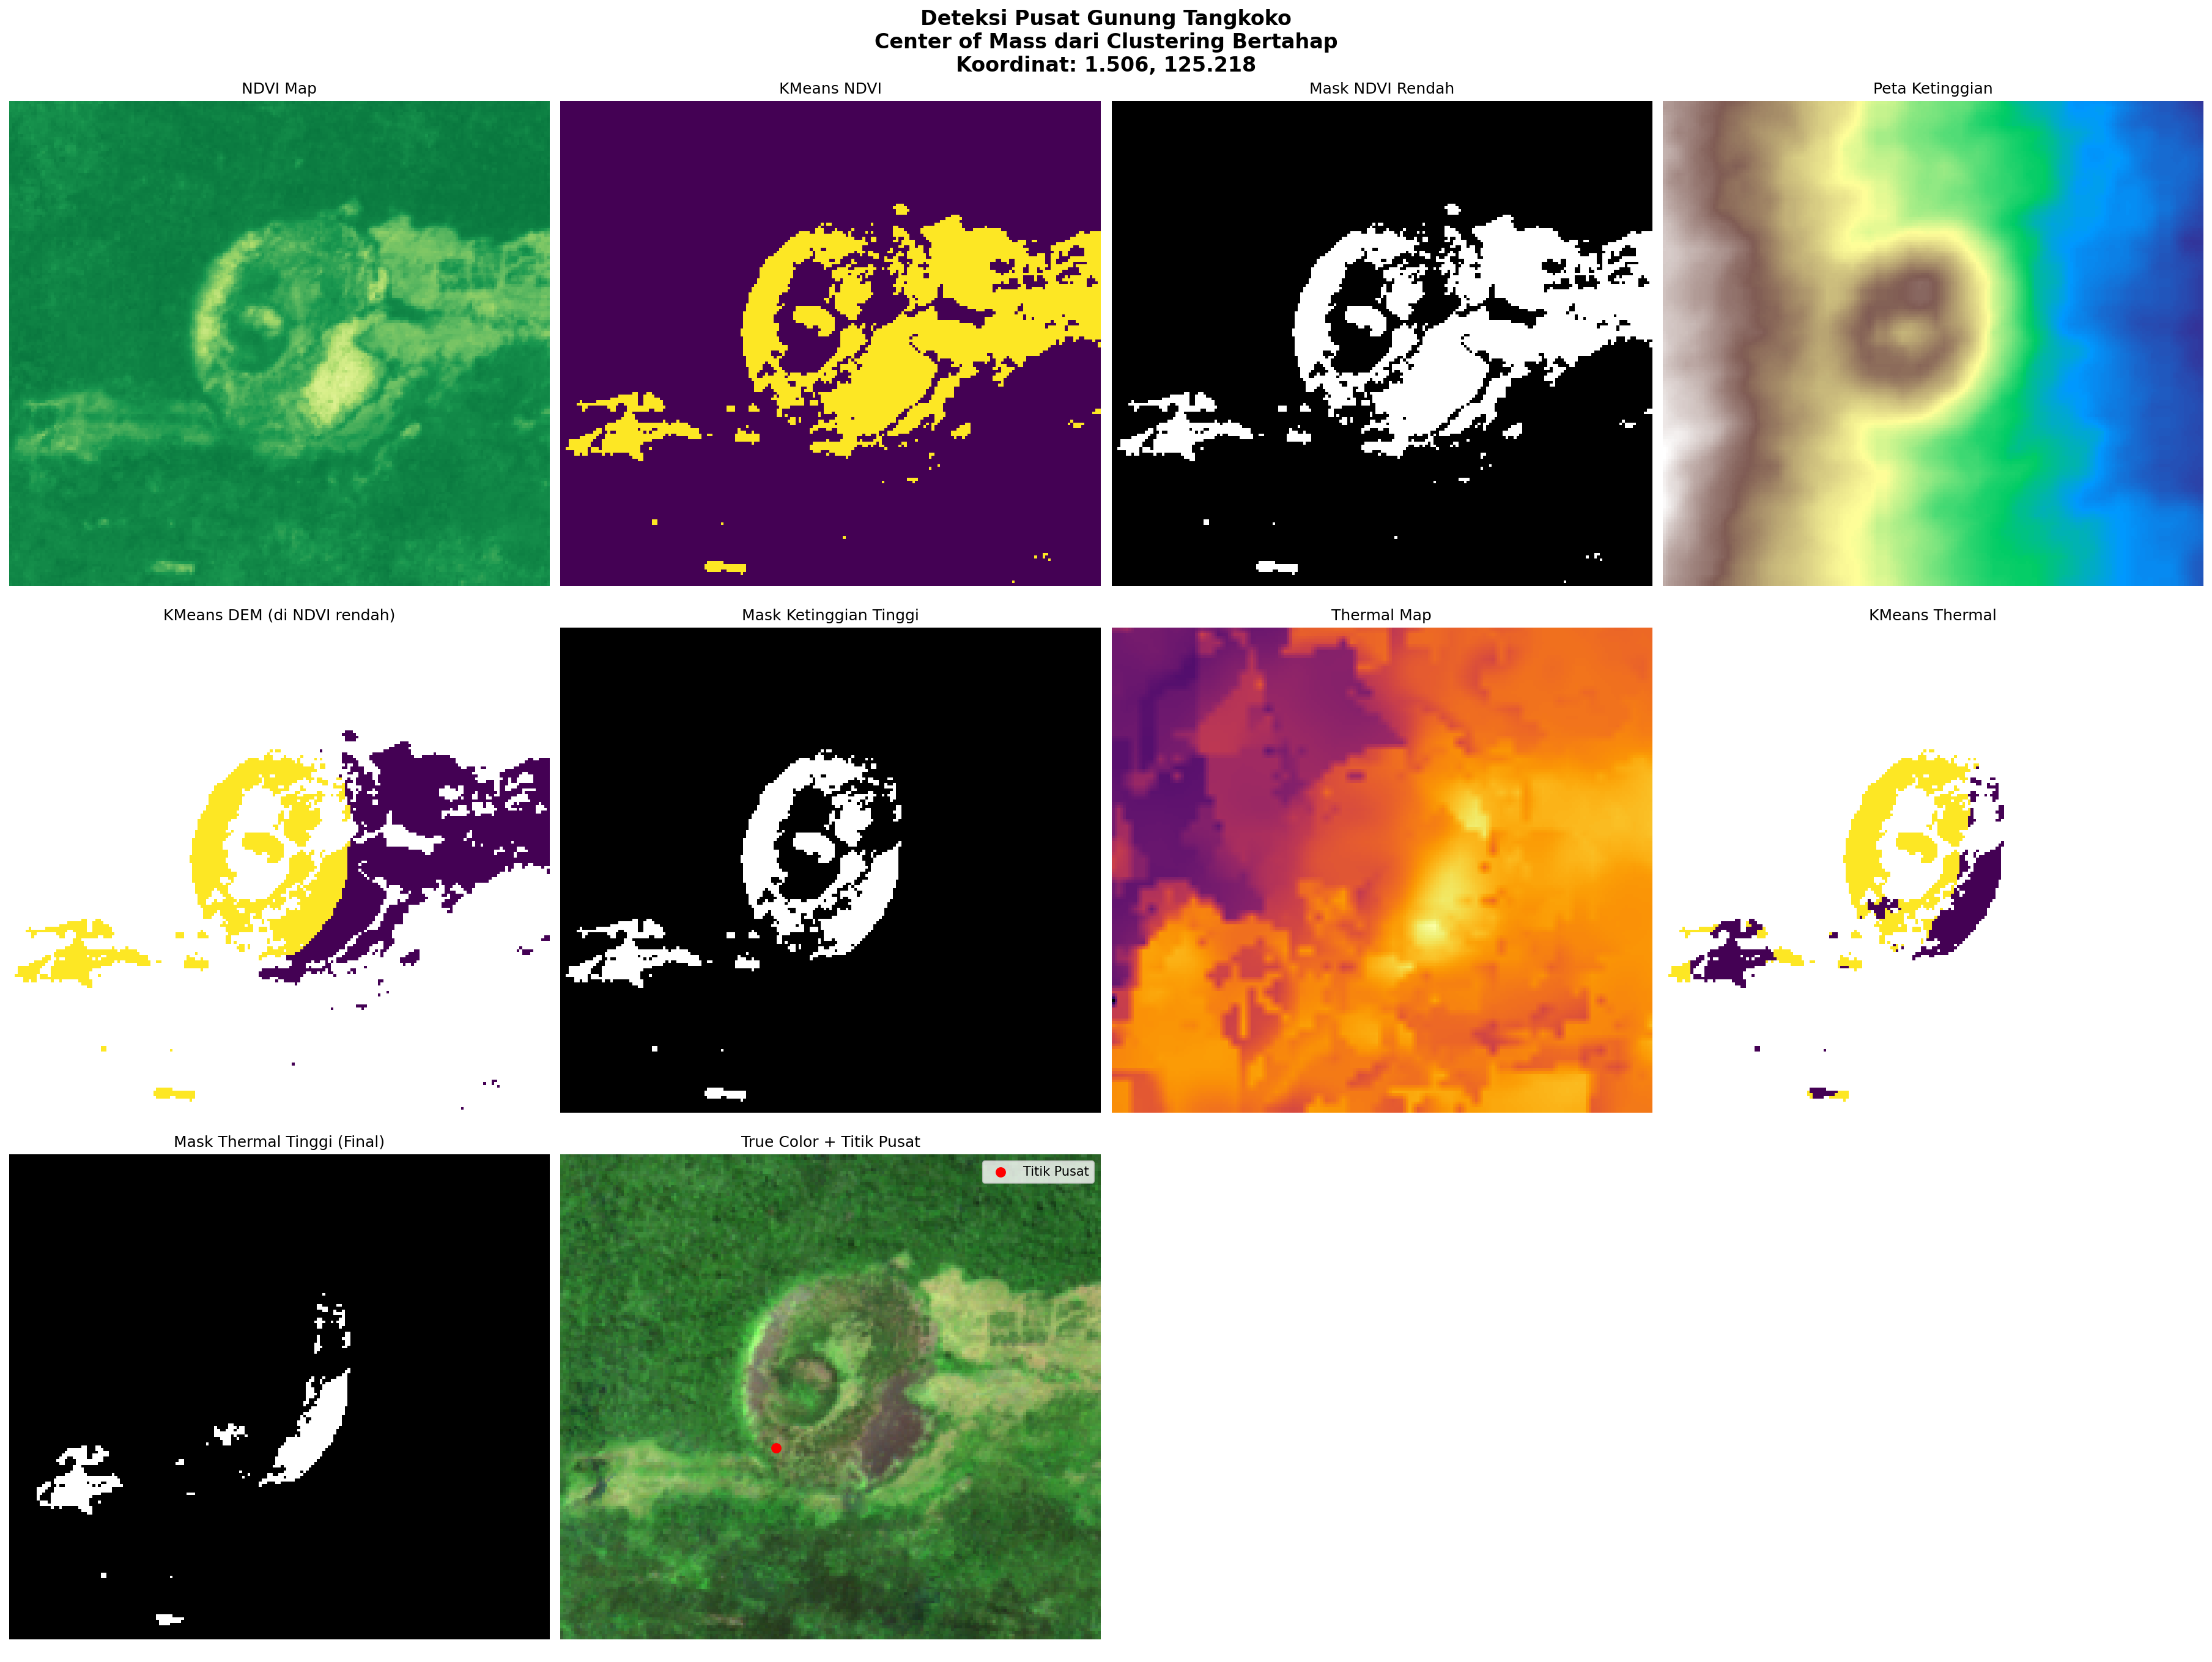 Deteksi Pusat Gunung Tangkoko
Center of Mass dari Clustering Bertahap
Koordinat: 1.506, 125.218
NDVI Map
KMeans NDVI
Mask NDVI Rendah
Peta Ketinggian
KMeans DEM (di NDVI rendah)
Mask Ketinggian Tinggi
Thermal Map
KMeans Thermal
Mask Thermal Tinggi (Final)
True Color + Titik Pusat
Titik Pusat